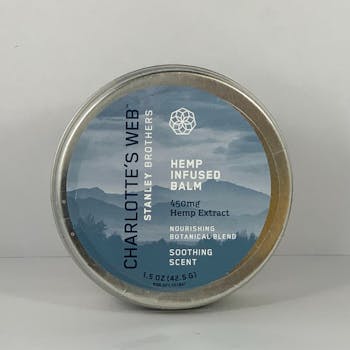 CHARLOTTE'S WEB™
STANLEY BROTHERS
HEMP
INFUSED
BALM
450mg
Hemp Extract
NOURISHING
BOTANICAL BLEND
SOOTHING
SCENT
1.5 OZ (42.5 G)